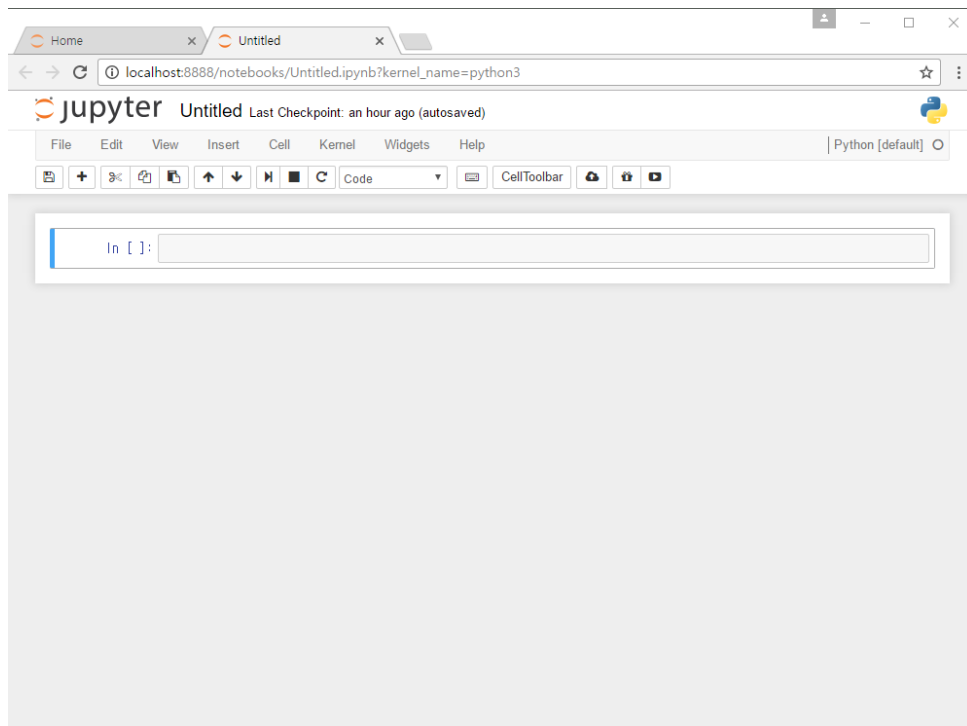 Home Untitled
localhost:8888/notebooks/Untitled.ipynb?kernel_name=python3
jupyter Untitled Last Checkpoint: an hour ago (autosaved)
File Edit View Insert Cell Kernel Widgets Help Python [default]
Code CellToolbar
In [ ]: